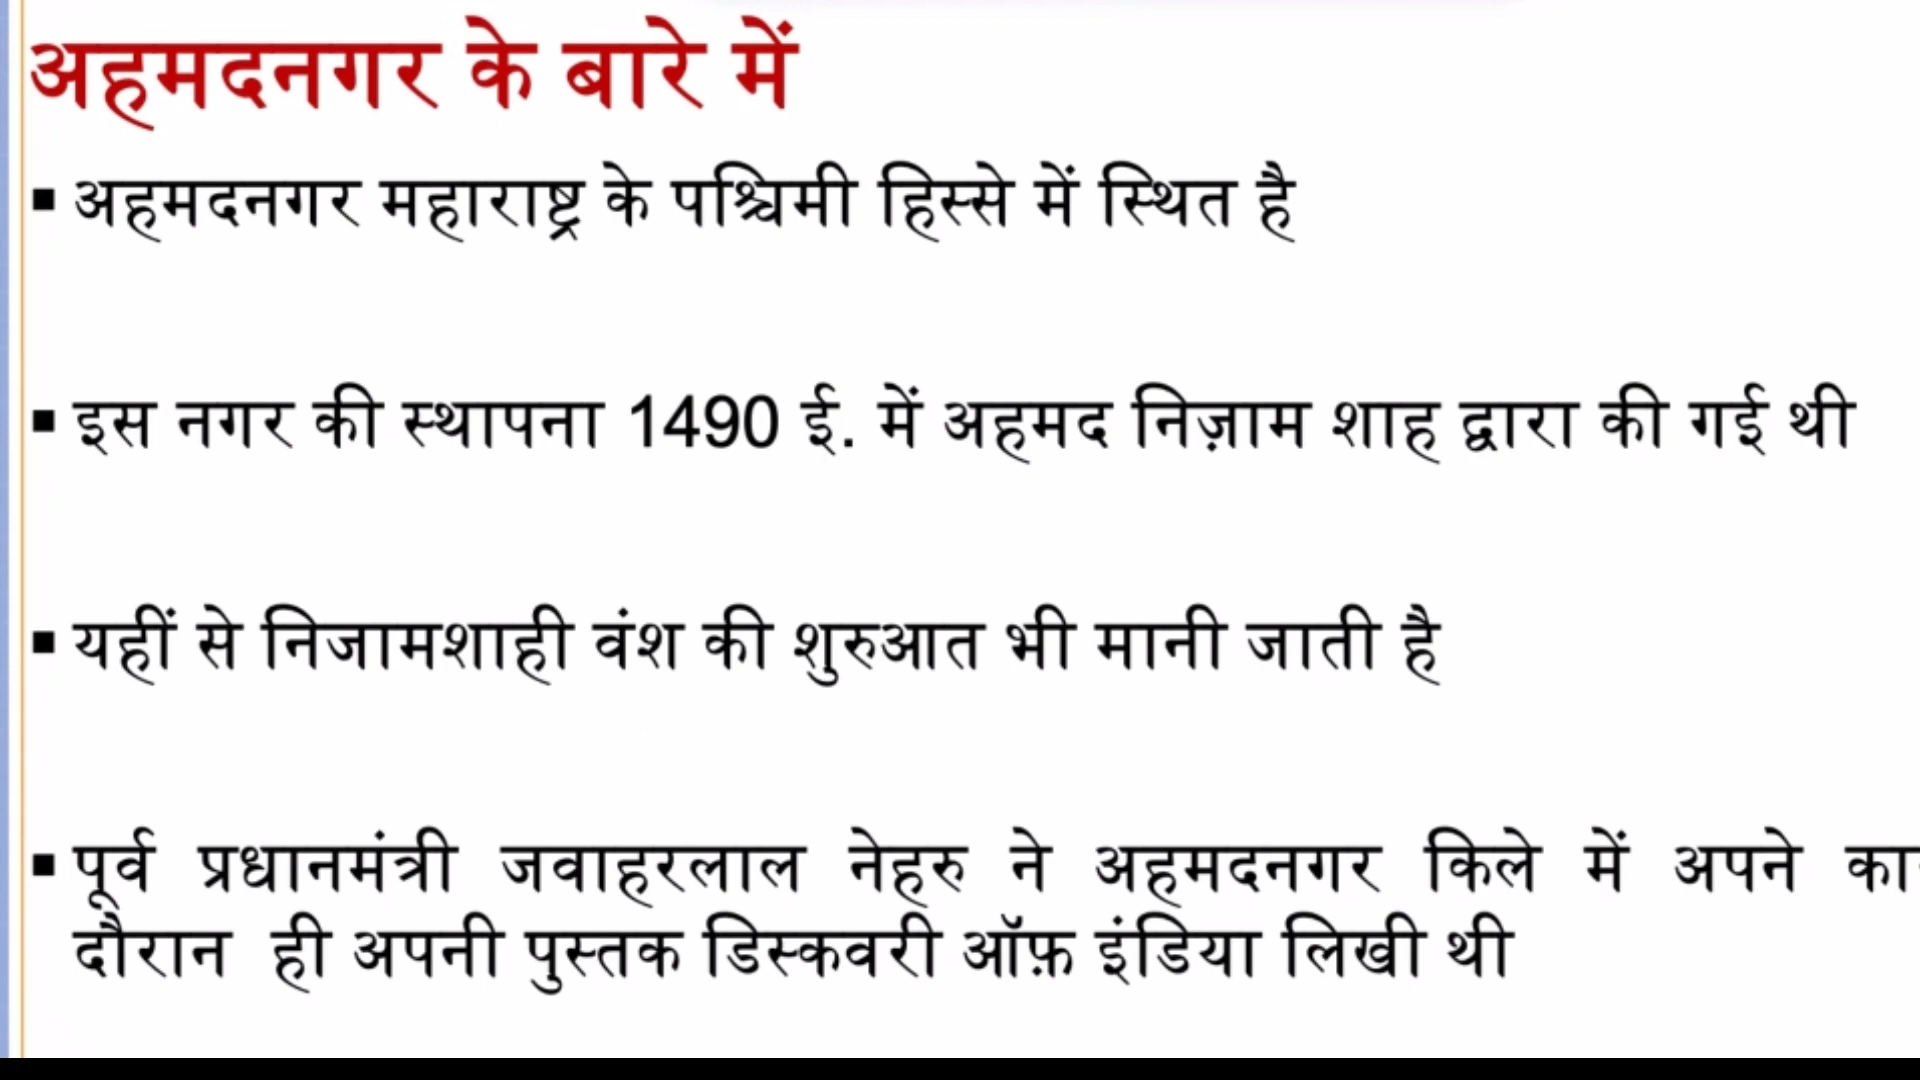 अहमदनगर के बारे में
▪ अहमदनगर महाराष्ट्र के पश्चिमी हिस्से में स्थित है
▪ इस नगर की स्थापना 1490 ई. में अहमद निज़ाम शाह द्वारा की गई थी
▪ यहीं से निजामशाही वंश की शुरुआत भी मानी जाती है
▪ पूर्व प्रधानमंत्री जवाहरलाल नेहरु ने अहमदनगर किले में अपने
दौरान ही अपनी पुस्तक डिस्कवरी ऑफ़ इंडिया लिखी थी